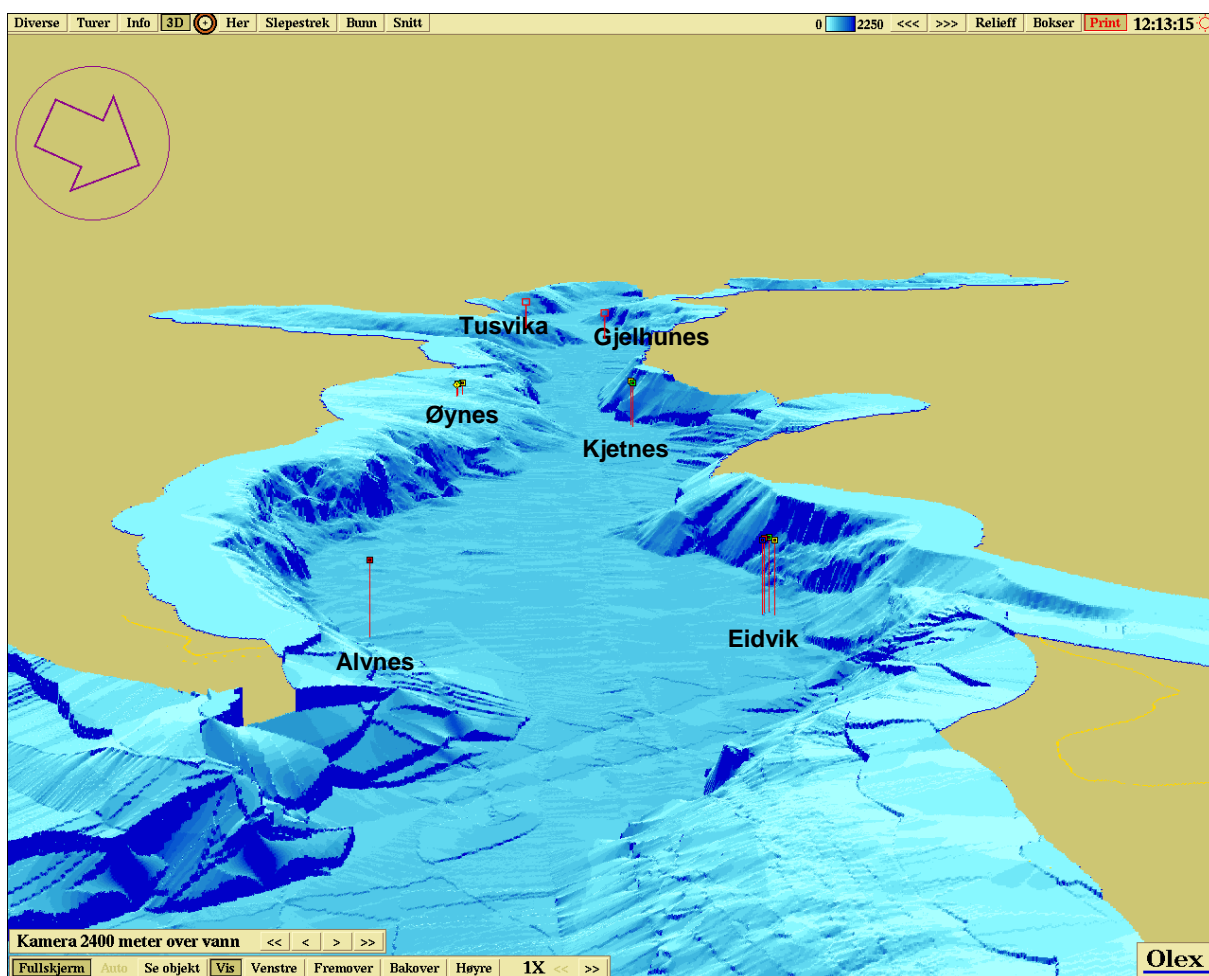 Diverse Turer Info 3D Her Slepestrek Bunn Snitt 0 2250 <<< >>> Relieff Bokser Print 12:13:15
Tusvika
Gjelhunes
Øynes
Kjetnes
Eidvik
Alvnes
Kamera 2400 meter over vann << < > >>
Fullskjerm Auto Se objekt Vis Venstre Fremover Bakover Høyre 1X << >>
Olex